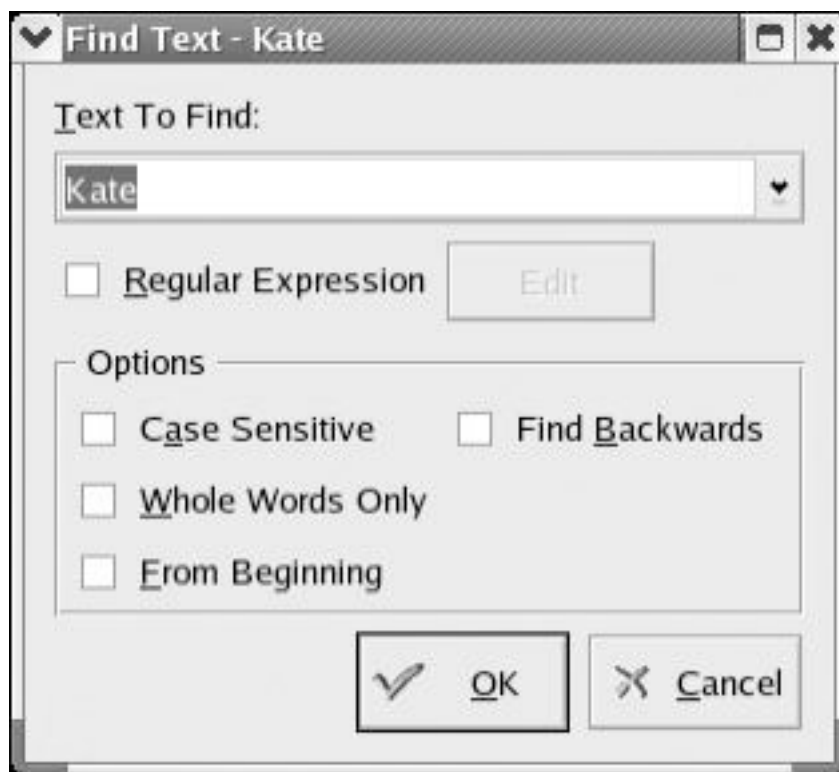 Find Text - Kate
Text To Find:
Kate
Regular Expression Edit
Options
Case Sensitive Find Backwards
Whole Words Only
From Beginning
OK Cancel